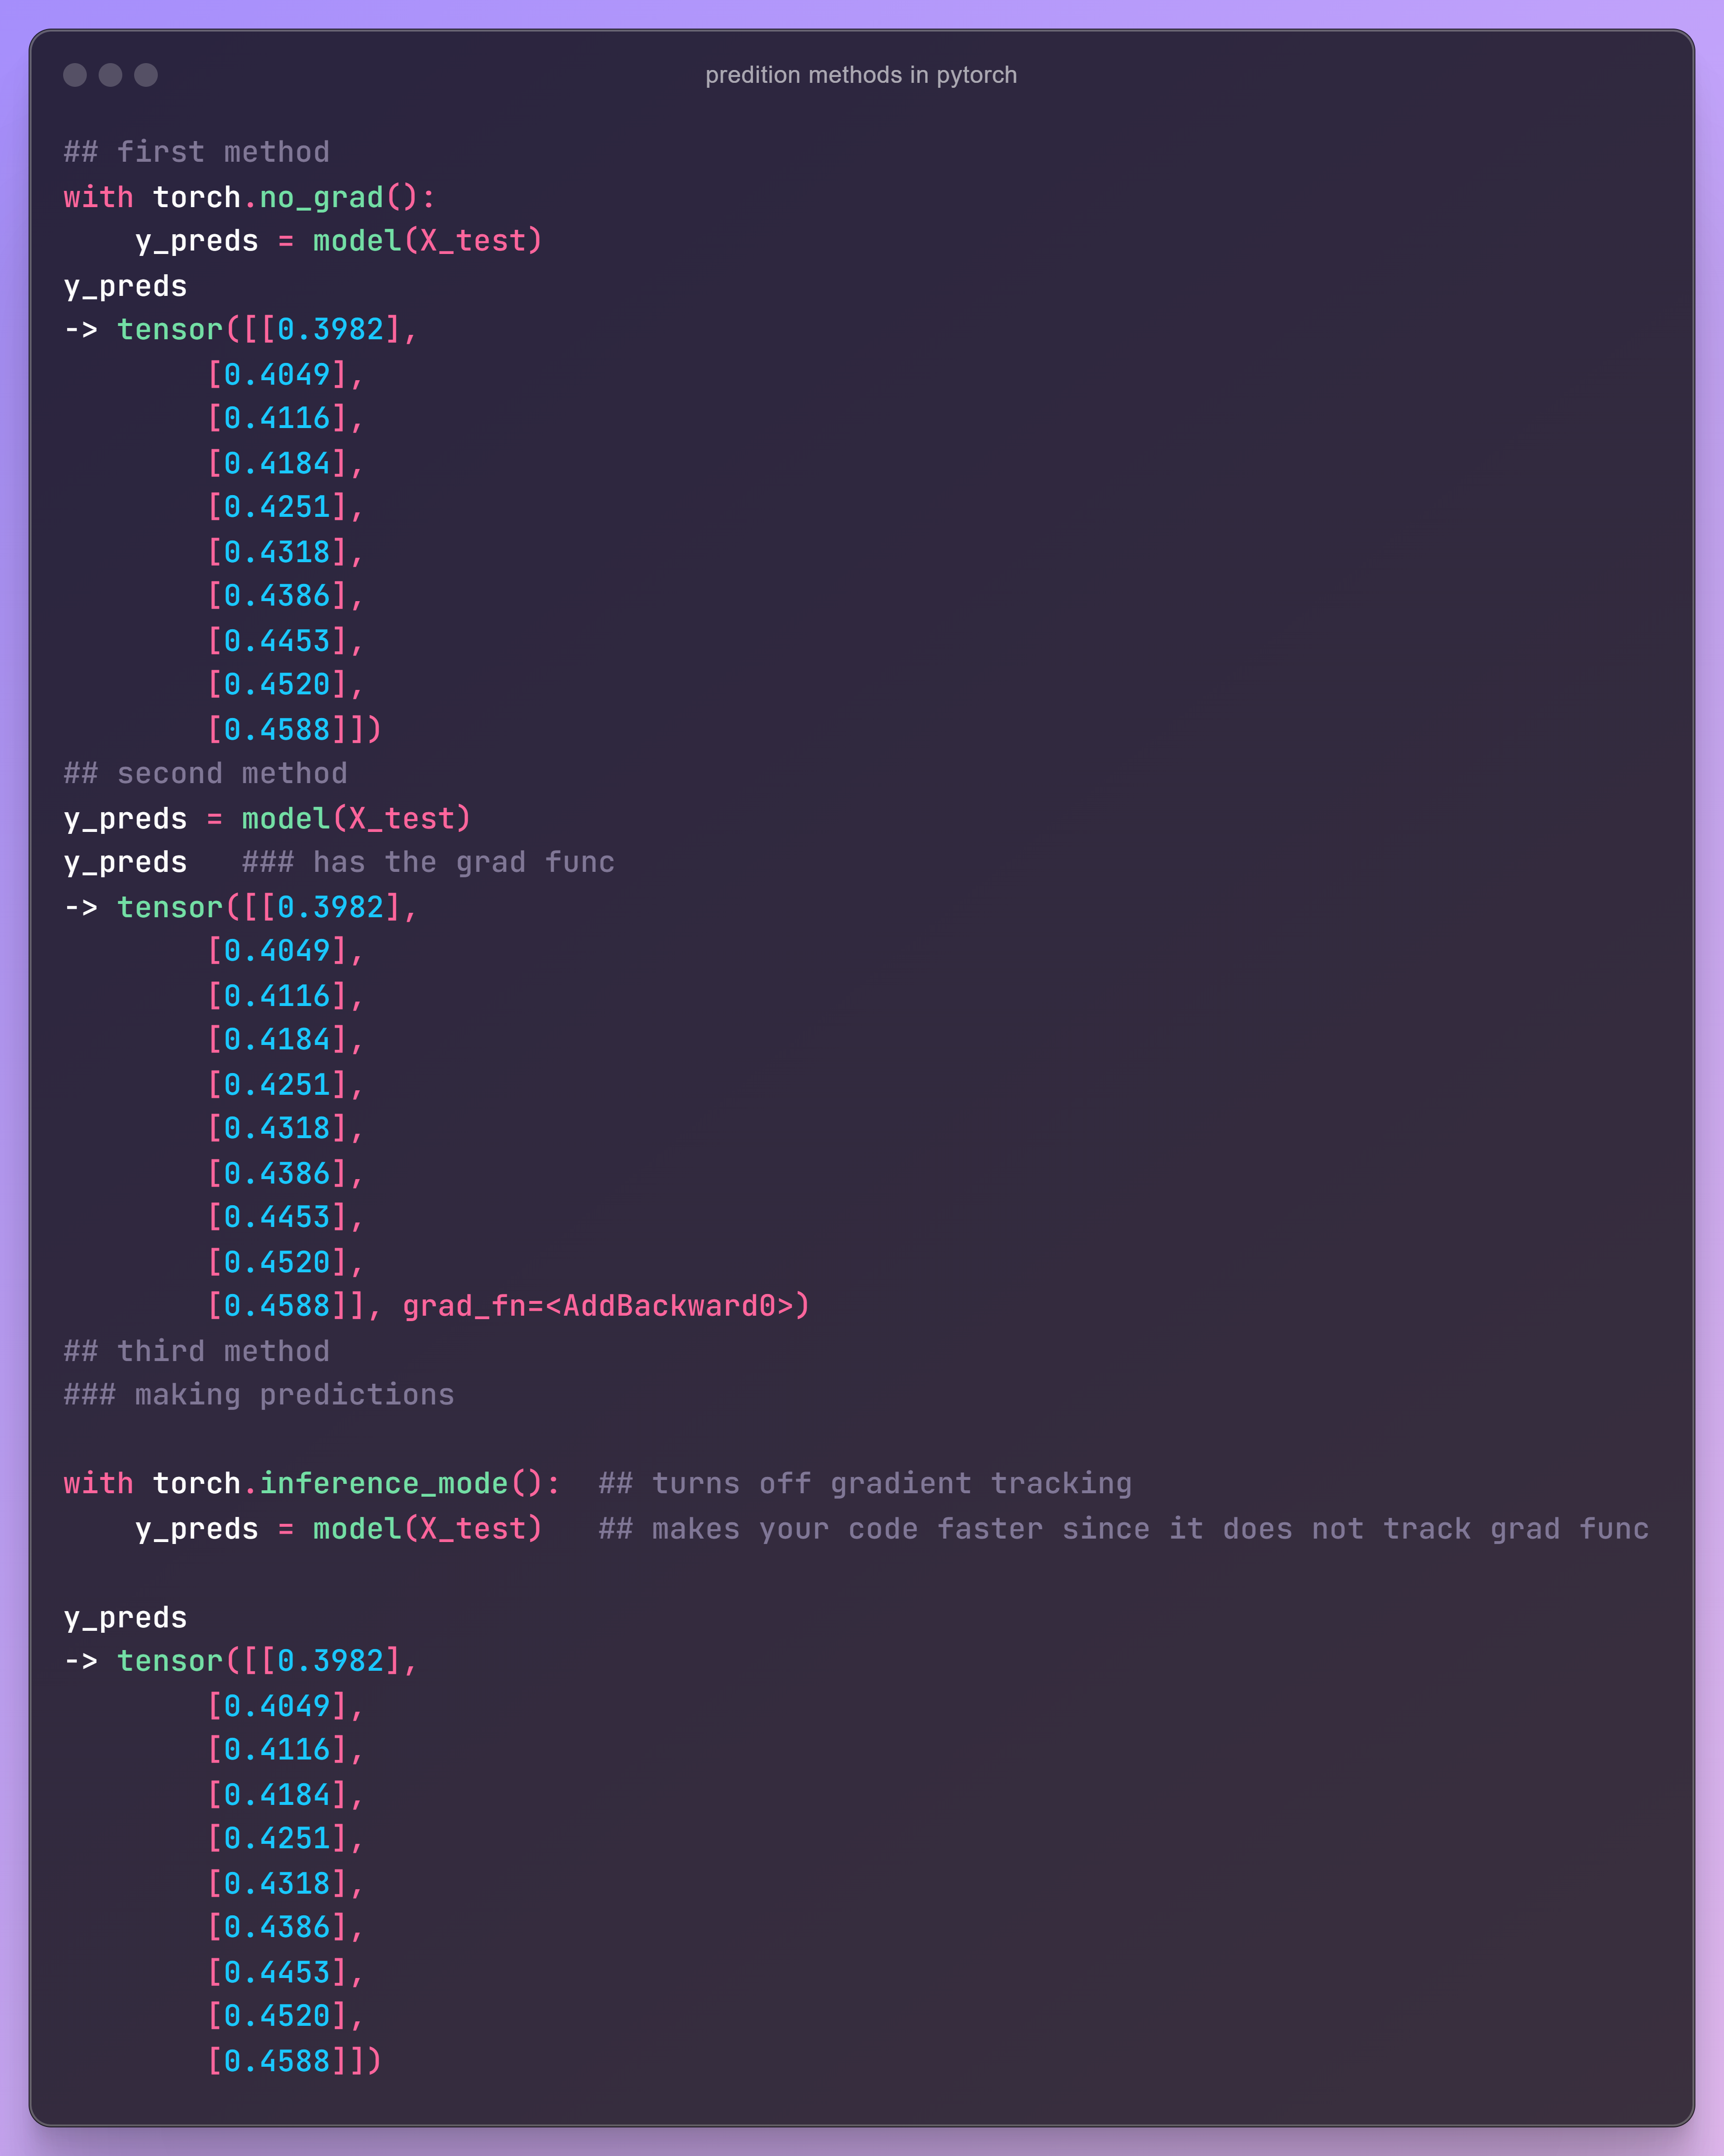 predition methods in pytorch
## first method
with torch.no_grad():
    y_preds = model(X_test)
y_preds
-> tensor([[0.3982],
        [0.4049],
        [0.4116],
        [0.4184],
        [0.4251],
        [0.4318],
        [0.4386],
        [0.4453],
        [0.4520],
        [0.4588]])
## second method
y_preds = model(X_test)
y_preds   ### has the grad func
-> tensor([[0.3982],
        [0.4049],
        [0.4116],
        [0.4184],
        [0.4251],
        [0.4318],
        [0.4386],
        [0.4453],
        [0.4520],
        [0.4588]], grad_fn=<AddBackward0>)
## third method
### making predictions
with torch.inference_mode():  ## turns off gradient tracking
    y_preds = model(X_test)   ## makes your code faster since it does not track grad func
y_preds
-> tensor([[0.3982],
        [0.4049],
        [0.4116],
        [0.4184],
        [0.4251],
        [0.4318],
        [0.4386],
        [0.4453],
        [0.4520],
        [0.4588]])